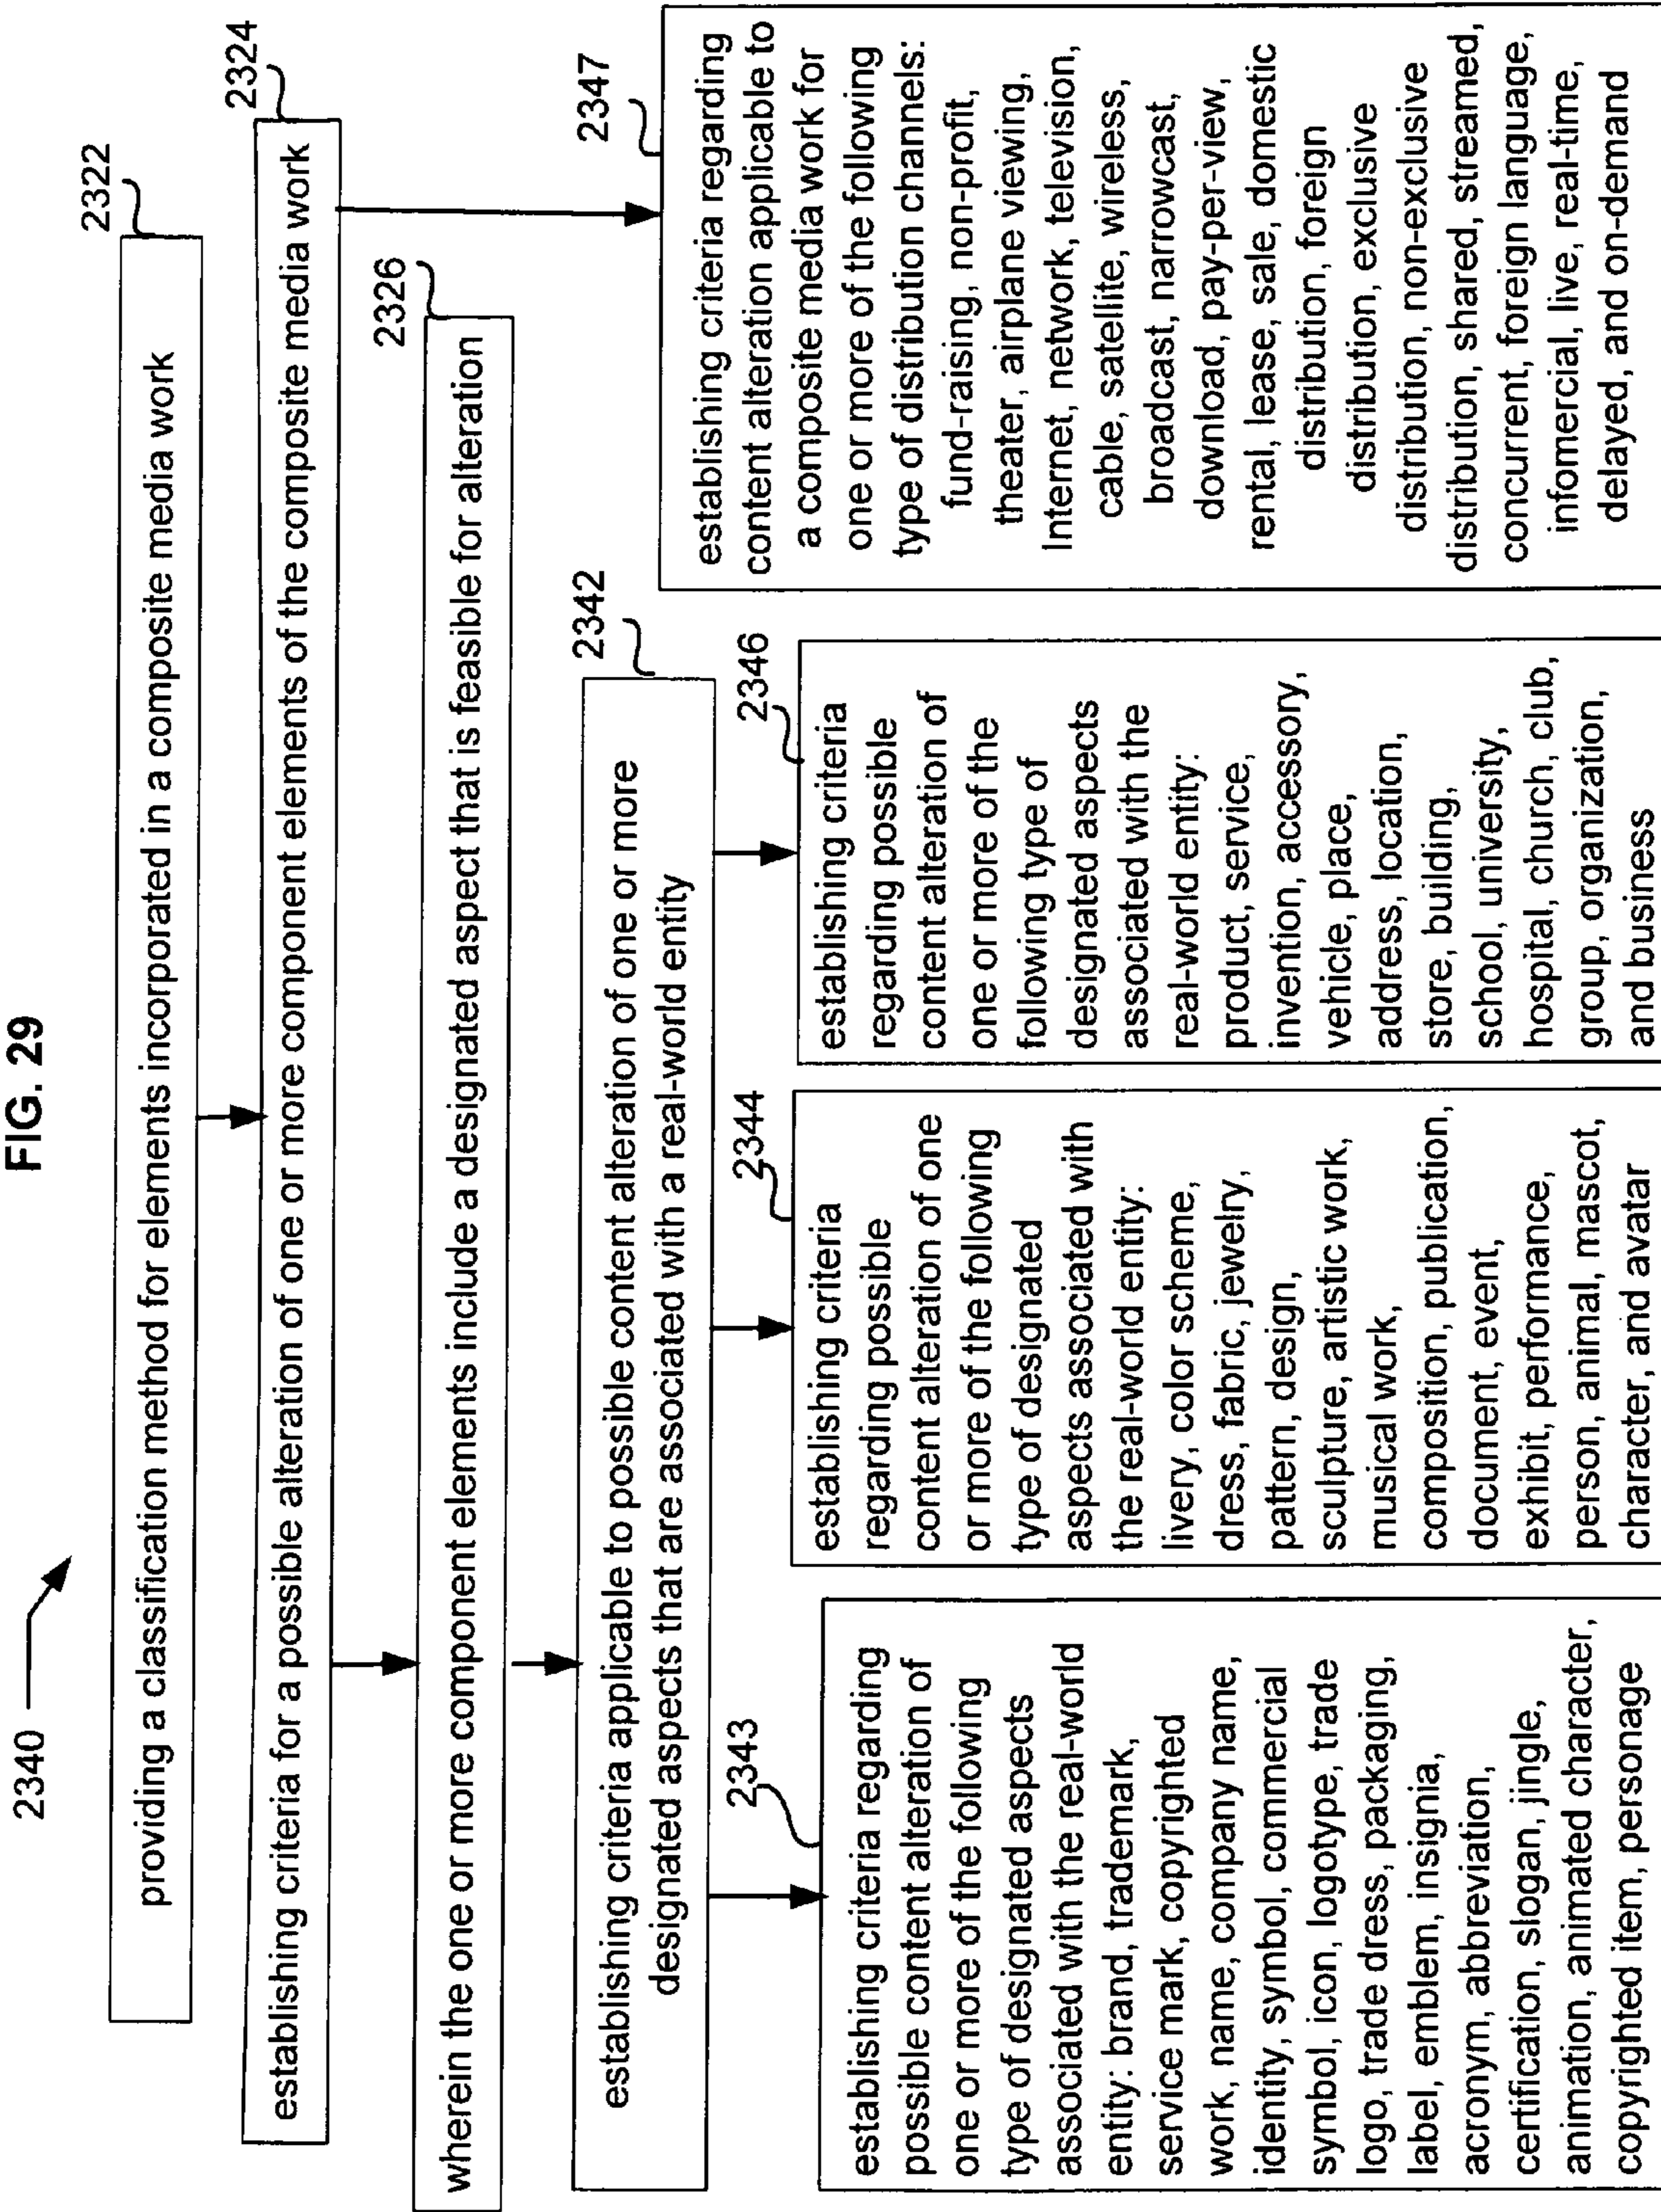 FIG. 29
2340
2322
providing a classification method for elements incorporated in a composite media work
2324
establishing criteria for a possible alteration of one or more component elements of the composite media work
2326
wherein the one or more component elements include a designated aspect that is feasible for alteration
2342
establishing criteria applicable to possible content alteration of one or more
designated aspects that are associated with a real-world entity
2343
establishing criteria regarding
possible content alteration of
one or more of the following
type of designated aspects
associated with the real-world
entity: brand, trademark,
service mark, copyrighted
work, name, company name,
identity, symbol, commercial
symbol, icon, logotype, trade
logo, trade dress, packaging,
label, emblem, insignia,
acronym, abbreviation,
certification, slogan, jingle,
animation, animated character,
copyrighted item, personage
2344
establishing criteria
regarding possible
content alteration of one
or more of the following
type of designated
aspects associated with
the real-world entity:
livery, color scheme,
dress, fabric, jewelry,
pattern, design,
sculpture, artistic work,
musical work,
composition, publication,
document, event,
exhibit, performance,
person, animal, mascot,
character, and avatar
2346
establishing criteria
regarding possible
content alteration of
one or more of the
following type of
designated aspects
associated with the
real-world entity:
product, service,
invention, accessory,
vehicle, place,
address, location,
store, building,
school, university,
hospital, church, club,
group, organization,
and business
2347
establishing criteria regarding
content alteration applicable to
a composite media work for
one or more of the following
type of distribution channels:
fund-raising, non-profit,
theater, airplane viewing,
Internet, network, television,
cable, satellite, wireless,
broadcast, narrowcast,
download, pay-per-view,
rental, lease, sale, domestic
distribution, foreign
distribution, exclusive
distribution, non-exclusive
distribution, shared, streamed,
concurrent, foreign language,
infomercial, live, real-time,
delayed, and on-demand